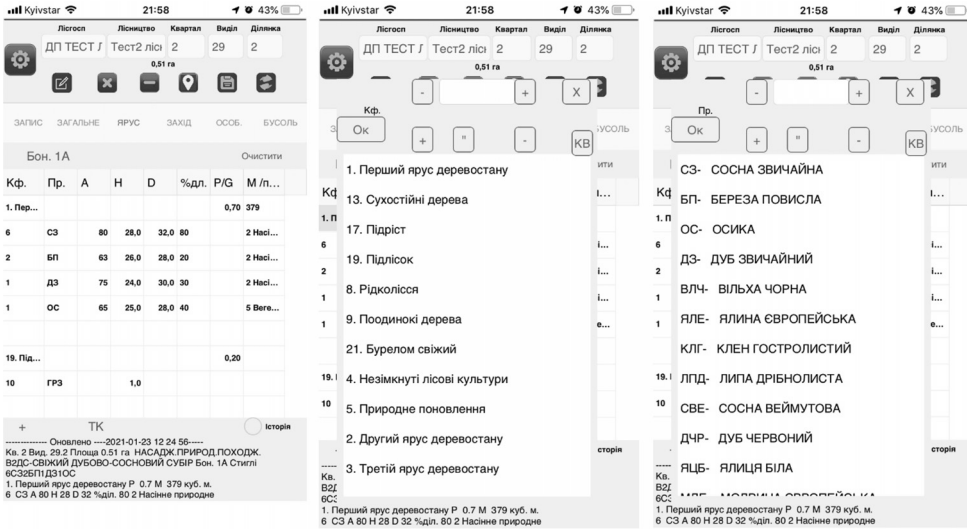 Kyivstar 21:58 43%
Лісгосп Лісництво Квартал Виділ Ділянка
ДП ТЕСТ Л Тест2 лісі 2 29 2
0,51 га
ЗАПИС ЗАГАЛЬНЕ ЯРУС ЗАХІД ОСОБ. БУСОЛЬ
Бон. 1А Очистити
Кф. Пр. A H D %дл. P/G М /п...
1. Пер... 0,70 379
6 СЗ 80 28,0 32,0 80 2 Насі...
2 БП 63 26,0 28,0 20 2 Насі...
1 ДЗ 75 24,0 30,0 30 2 Насі...
1 ОС 65 25,0 28,0 40 5 Веге...
19. Під... 0,20
10 ГРЗ 1,0
+ ТК Історія
-------------- Оновлено ----2021-01-23 12 24 56-----
Кв. 2 Вид. 29.2 Площа 0.51 га НАСАДЖ.ПРИРОД.ПОХОДЖ.
В2ДС-СВІЖИЙ ДУБОВО-СОСНОВИЙ СУБІР Бон. 1А Стиглі
6СЗ2БП1ДЗ1ОС
1. Перший ярус деревостану P 0.7 M 379 куб. м.
6 СЗ A 80 H 28 D 32 %діл. 80 2 Насінне природне
Kyivstar 21:58 43%
Лісгосп Лісництво Квартал Виділ Ділянка
ДП ТЕСТ Л Тест2 лісі 2 29 2
0,51 га
- + X
Кф.
Ок + " - КВ
1. Перший ярус деревостану
13. Сухостійні дерева
17. Підріст
19. Підлісок
8. Рідколісся
9. Поодинокі дерева
21. Бурелом свіжий
4. Незімкнуті лісові культури
5. Природне поновлення
2. Другий ярус деревостану
3. Третій ярус деревостану
1. Перший ярус деревостану P 0.7 M 379 куб. м.
6 СЗ A 80 H 28 D 32 %діл. 80 2 Насінне природне
Kyivstar 21:58 43%
Лісгосп Лісництво Квартал Виділ Ділянка
ДП ТЕСТ Л Тест2 лісі 2 29 2
0,51 га
- + X
Пр.
Ок + " - КВ
СЗ- СОСНА ЗВИЧАЙНА
БП- БЕРЕЗА ПОВИСЛА
ОС- ОСИКА
ДЗ- ДУБ ЗВИЧАЙНИЙ
ВЛЧ- ВІЛЬХА ЧОРНА
ЯЛЕ- ЯЛИНА ЄВРОПЕЙСЬКА
КЛГ- КЛЕН ГОСТРОЛИСТИЙ
ЛПД- ЛИПА ДРІБНОЛИСТА
СВЕ- СОСНА ВЕЙМУТОВА
ДЧР- ДУБ ЧЕРВОНИЙ
ЯЦБ- ЯЛИЦЯ БІЛА
1. Перший ярус деревостану P 0.7 M 379 куб. м.
6 СЗ A 80 H 28 D 32 %діл. 80 2 Насінне природне